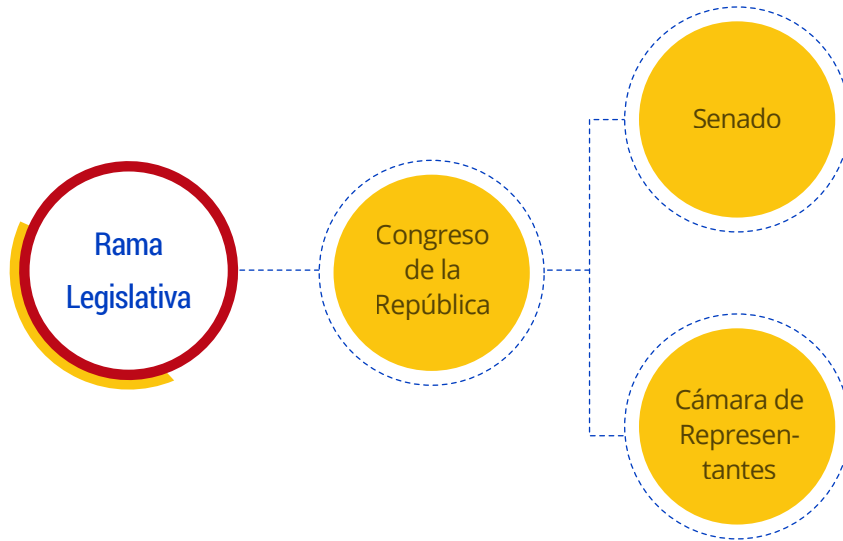 Rama
Legislativa
Congreso
de la
República
Senado
Cámara de
Represen-
tantes